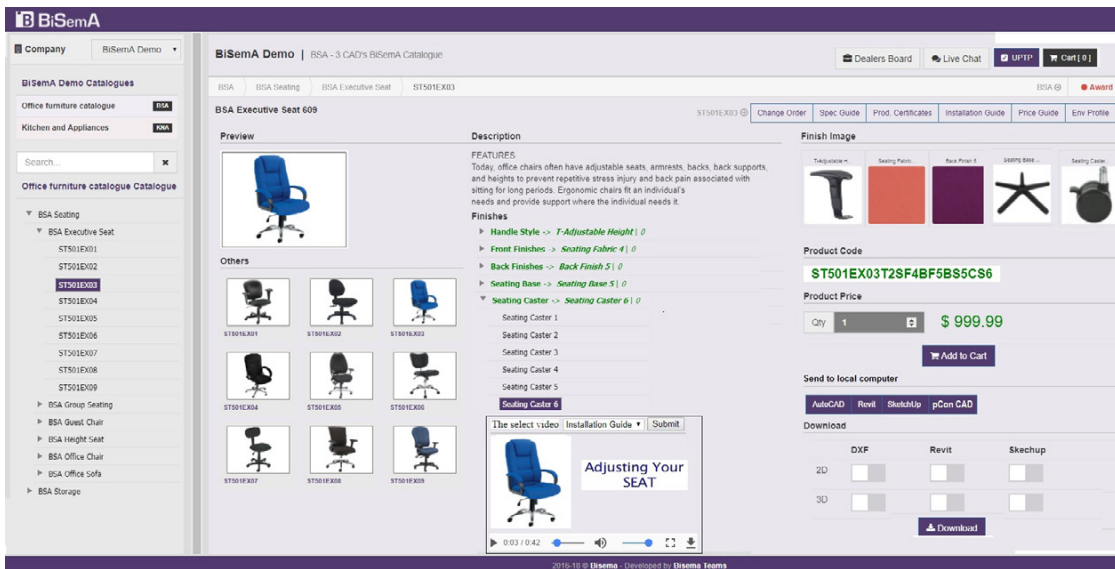 BiSemA
Company
BiSemA Demo
BiSemA Demo Catalogues
Office furniture catalogue BSA
Kitchen and Appliances KNA
Search...
Office furniture catalogue Catalogue
BSA Seating
BSA Executive Seat
ST501EX01
ST501EX02
ST501EX03
ST501EX04
ST501EX05
ST501EX06
ST501EX07
ST501EX08
ST501EX09
BSA Group Seating
BSA Guest Chair
BSA Height Seat
BSA Office Chair
BSA Office Sofa
BSA Storage
BiSemA Demo | BSA - 3 CAD's BiSemA Catalogue
Dealers Board Live Chat UPTP Cart [ 0 ]
BSA BSA Seating BSA Executive Seat ST501EX03 BSA Award
BSA Executive Seat 609
ST501EX03 Change Order Spec Guide Prod. Certificates Installation Guide Price Guide Env Profile
Preview
Others
ST501EX01 ST501EX02 ST501EX03
ST501EX04 ST501EX05 ST501EX06
ST501EX07 ST501EX08 ST501EX09
Description
FEATURES
Today, office chairs often have adjustable seats, armrests, backs, back supports,
and heights to prevent repetitive stress injury and back pain associated with
sitting for long periods. Ergonomic chairs fit an individual's
needs and provide support where the individual needs it.
Finishes
Handle Style -> T-Adjustable Height | 0
Front Finishes -> Seating Fabric 4 | 0
Back Finishes -> Back Finish 5 | 0
Seating Base -> Seating Base 5 | 0
Seating Caster -> Seating Caster 6 | 0
Seating Caster 1
Seating Caster 2
Seating Caster 3
Seating Caster 4
Seating Caster 5
Seating Caster 6
The select video Installation Guide Submit
Adjusting Your
SEAT
0:03 / 0:42
Finish Image
T-Adjustable H... Seating Fabric... Back Finish 5 Seating Base ... Seating Caster...
Product Code
ST501EX03T2SF4BF5BS5CS6
Product Price
Qty 1 $ 999.99
Add to Cart
Send to local computer
AutoCAD Revit SketchUp pCon CAD
Download
DXF Revit Skechup
2D
3D
Download
2016-18 © Bisema - Developed by Bisema Teams